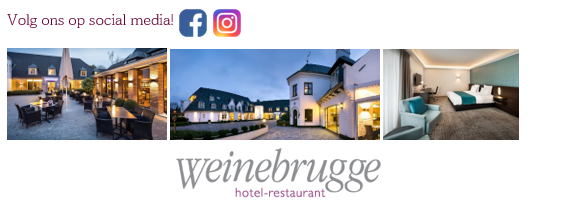 Volg ons op social media!
weinebrugge
hotel-restaurant